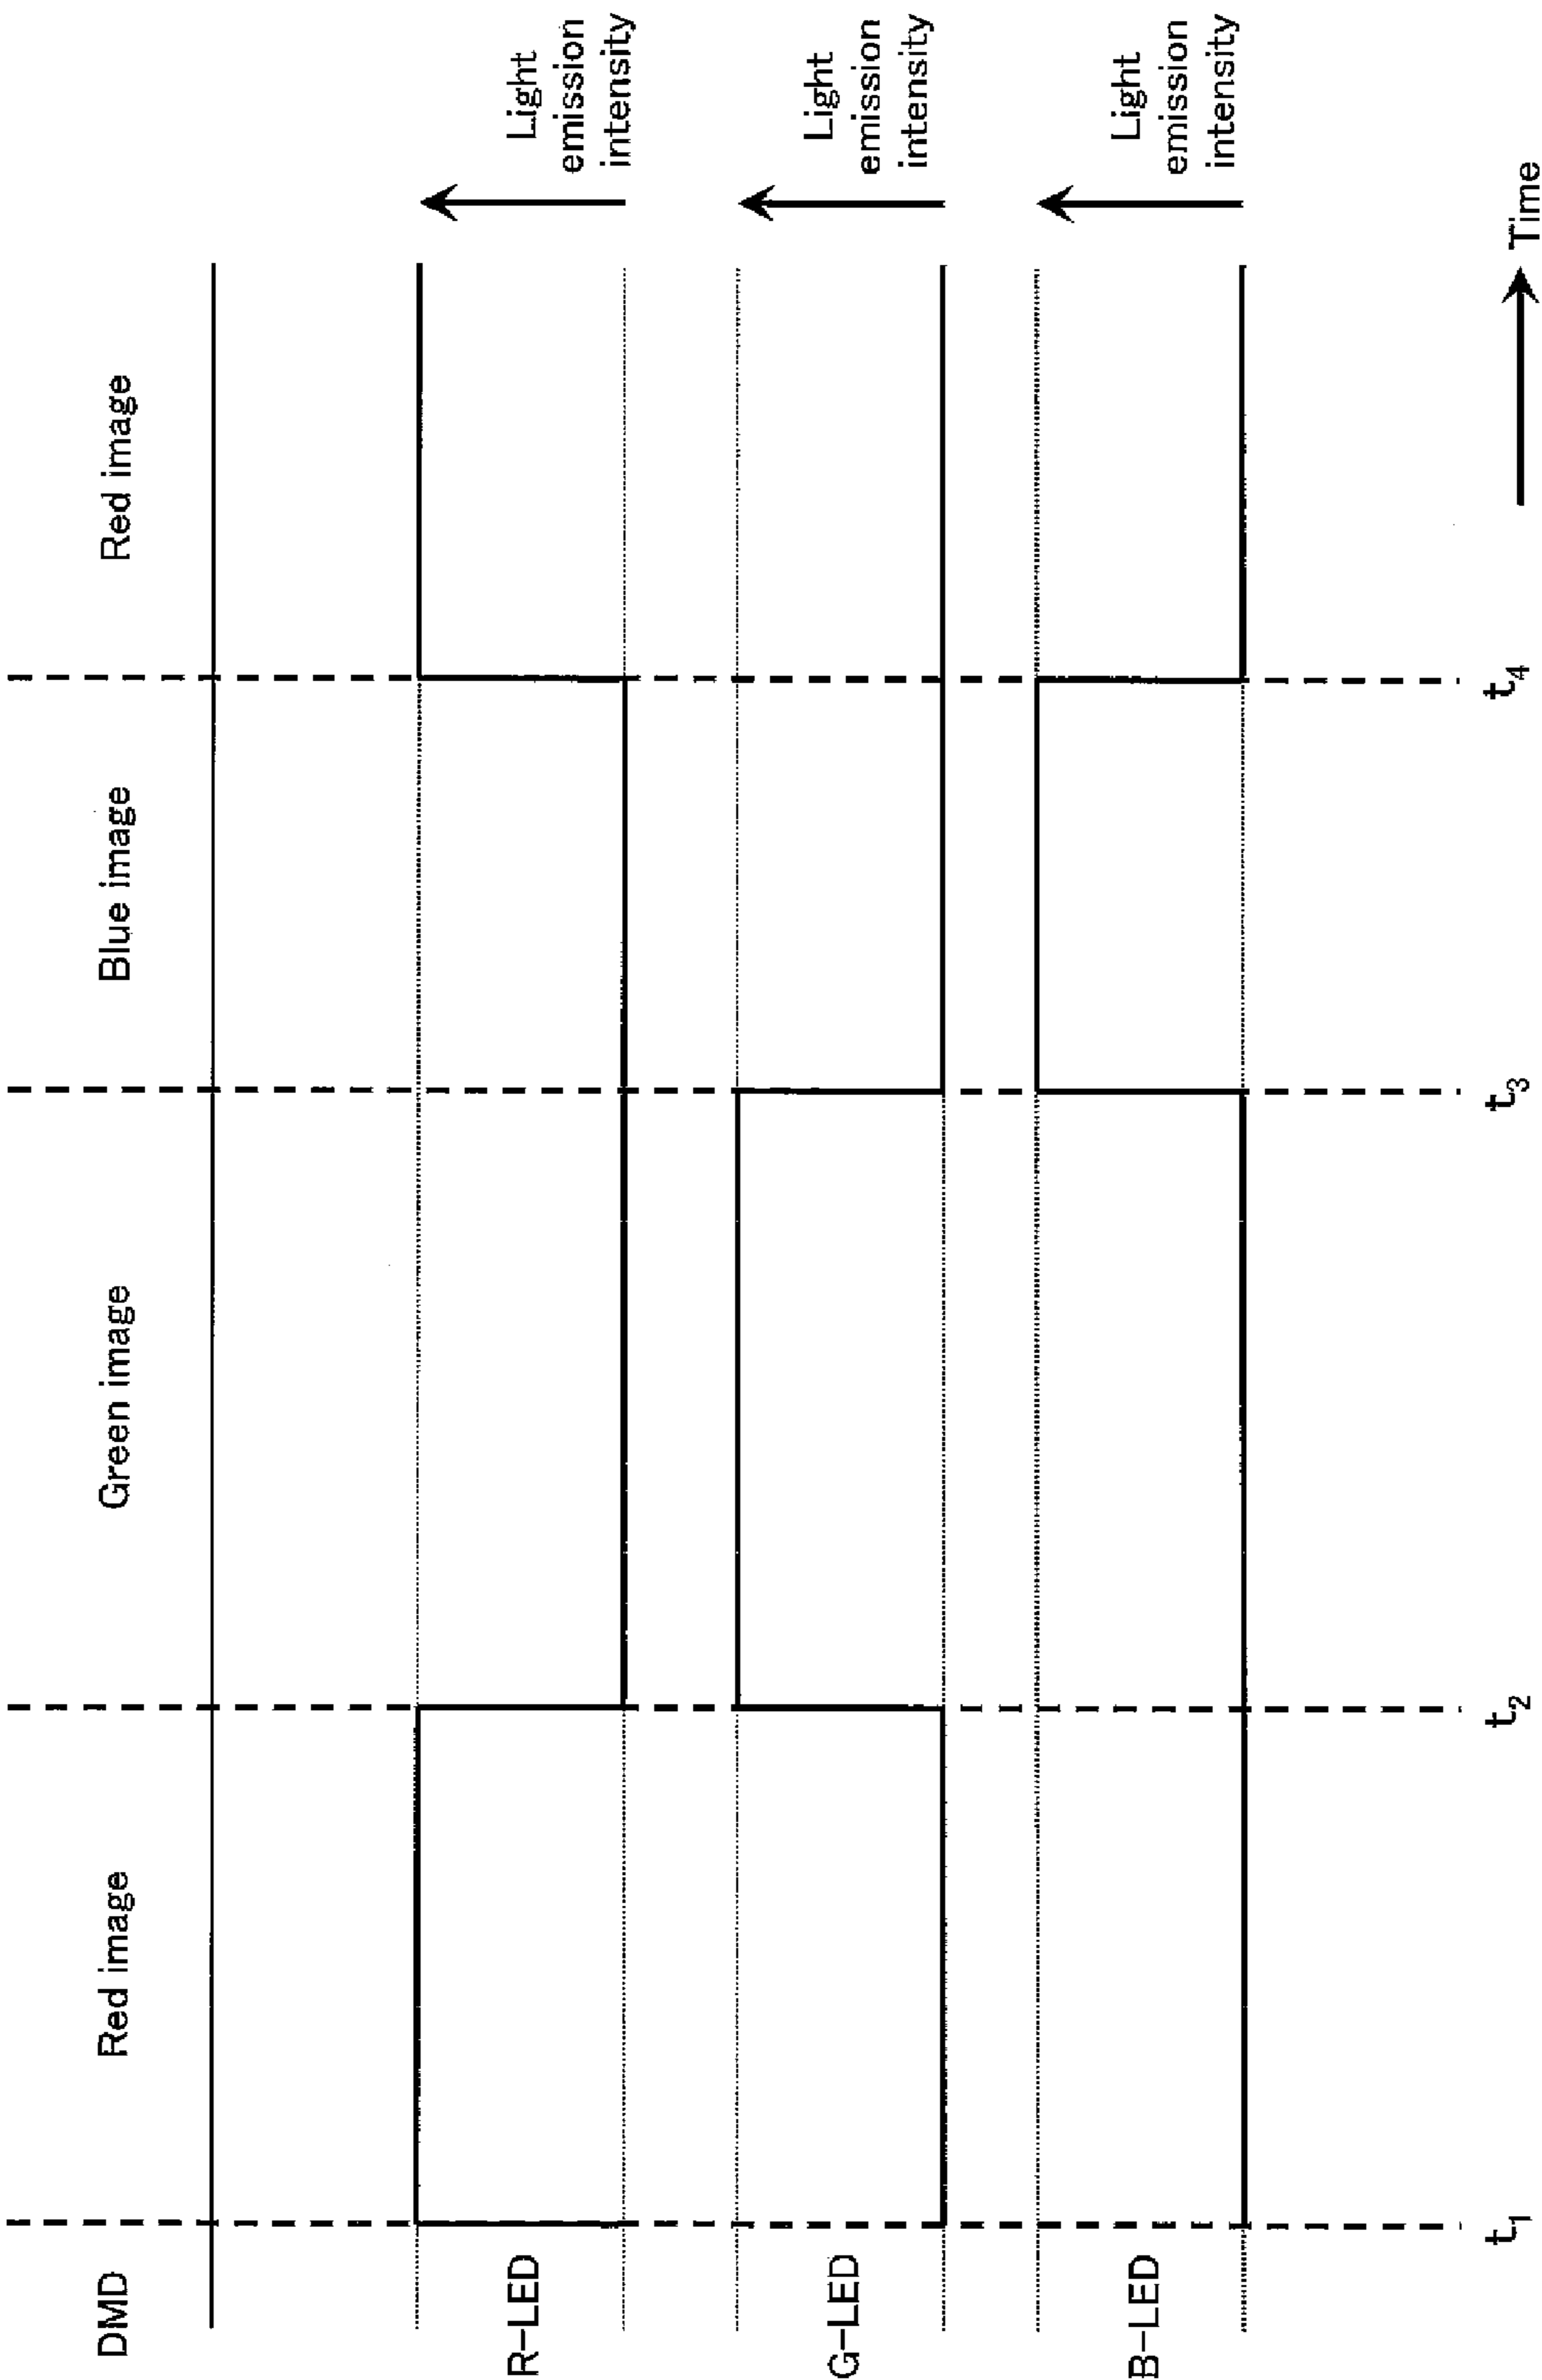 DMD
Red image
Green image
Blue image
Red image
R-LED
Light
emission
intensity
G-LED
Light
emission
intensity
B-LED
Light
emission
intensity
t1
t2
t3
t4
Time